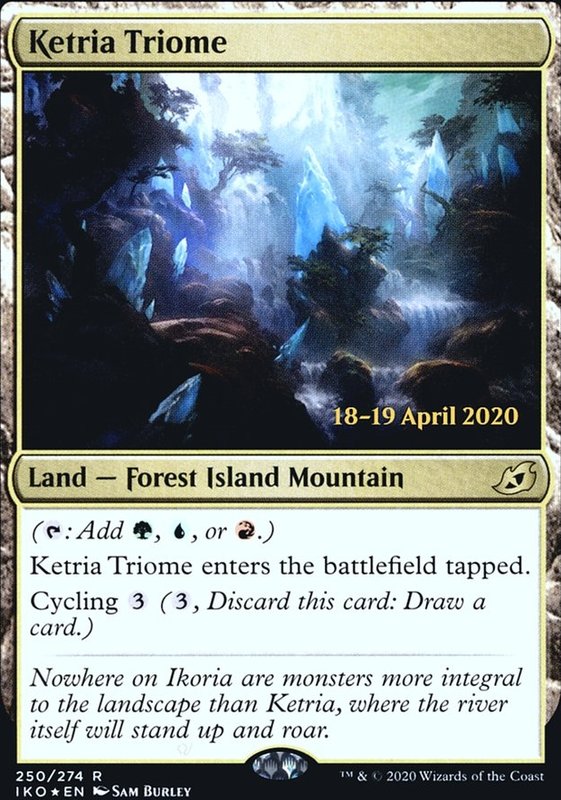 Ketria Triome
18–19 April 2020
Land — Forest Island Mountain
(: Add , , or .)
Ketria Triome enters the battlefield tapped.
Cycling 3 (3, Discard this card: Draw a
card.)
Nowhere on Ikoria are monsters more integral
to the landscape than Ketria, where the river
itself will stand up and roar.
250/274 R
IKO★EN Sam Burley
™ & © 2020 Wizards of the Coast